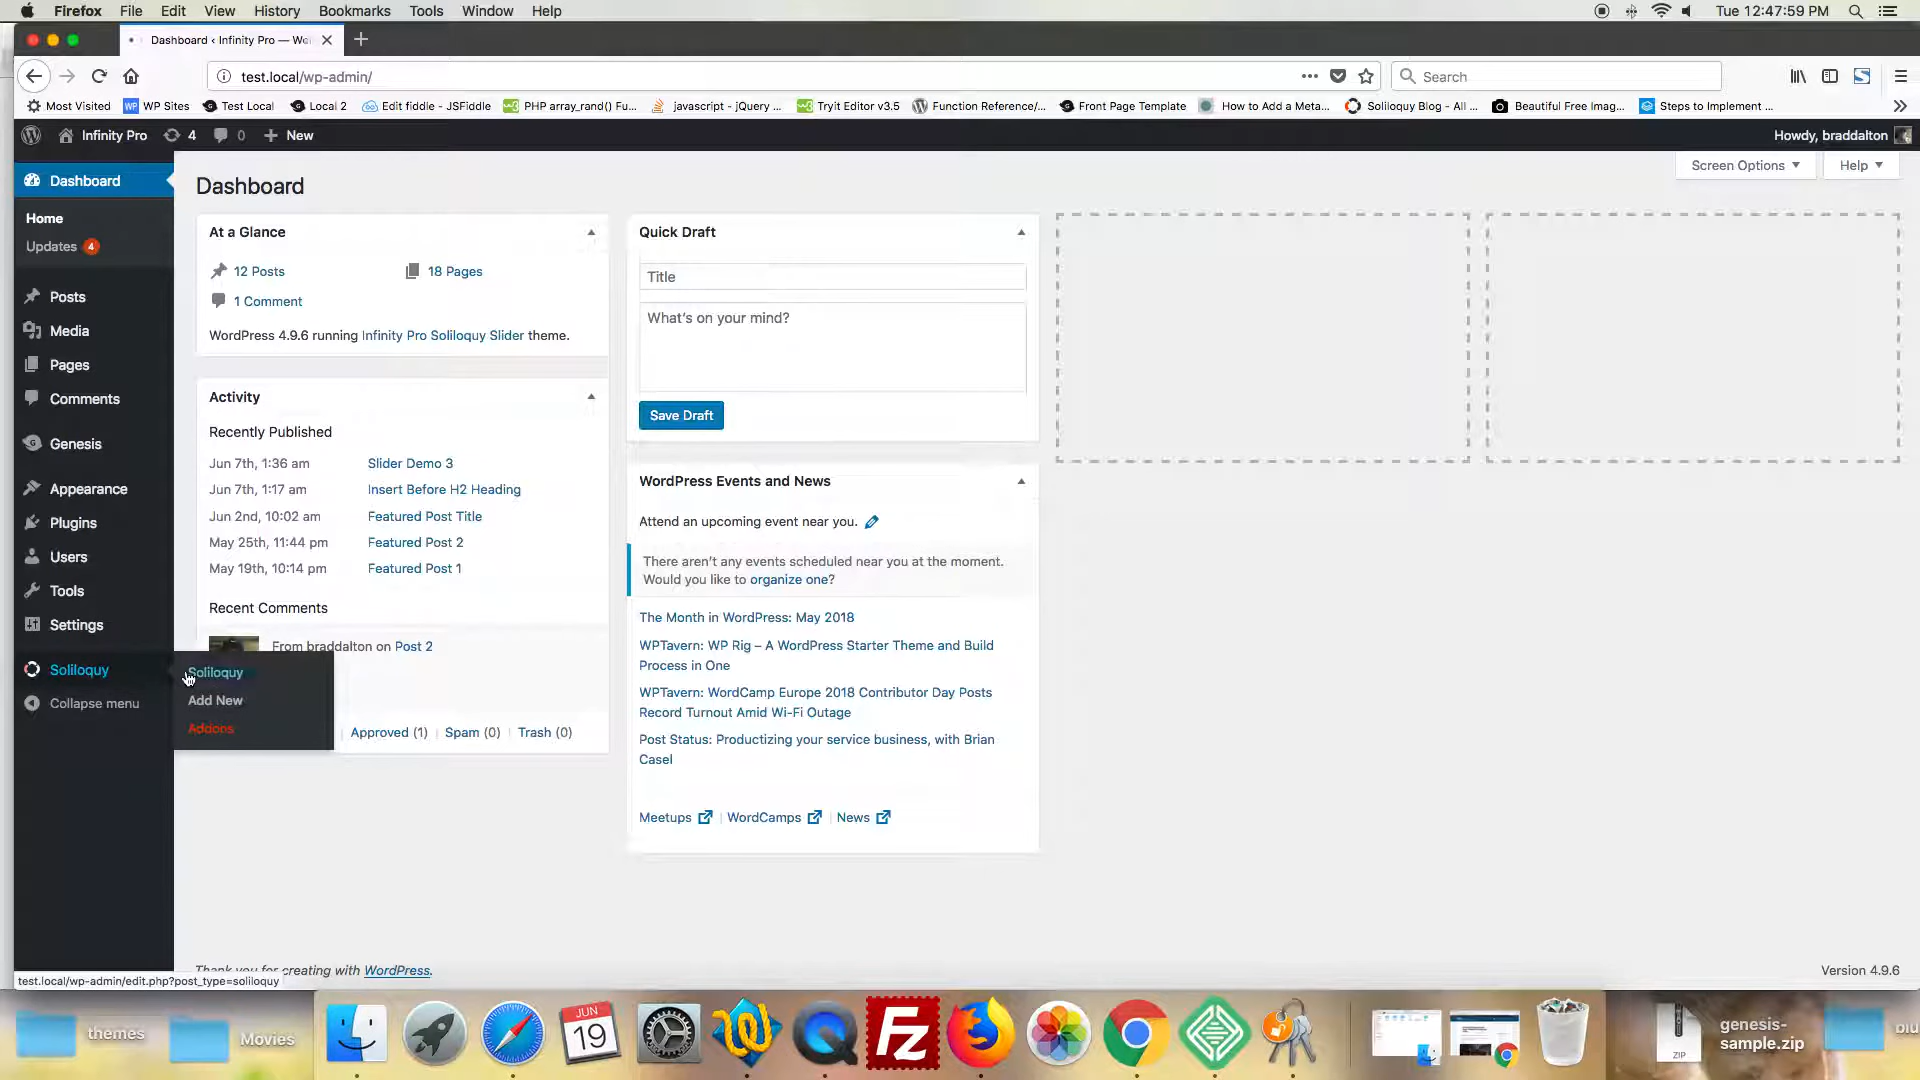 Firefox File Edit View History Bookmarks Tools Window Help Tue 12:47:59 PM
Dashboard ‹ Infinity Pro — We
test.local/wp-admin/ Search
Most Visited WP Sites Test Local Local 2 Edit fiddle - JSFiddle PHP array_rand() Fu... javascript - jQuery ... Tryit Editor v3.5 Function Reference/... Front Page Template How to Add a Meta... Soliloquy Blog - All ... Beautiful Free Imag... Steps to Implement ...
Infinity Pro 4 0 New Howdy, braddalton
Screen Options Help
Dashboard
Home
Updates 4
Posts
Media
Pages
Comments
Genesis
Appearance
Plugins
Users
Tools
Settings
Soliloquy
Collapse menu
Soliloquy
Add New
Addons
Dashboard
At a Glance
12 Posts 18 Pages
1 Comment
WordPress 4.9.6 running Infinity Pro Soliloquy Slider theme.
Activity
Recently Published
Jun 7th, 1:36 am Slider Demo 3
Jun 7th, 1:17 am Insert Before H2 Heading
Jun 2nd, 10:02 am Featured Post Title
May 25th, 11:44 pm Featured Post 2
May 19th, 10:14 pm Featured Post 1
Recent Comments
From braddalton on Post 2
Approved (1) | Spam (0) | Trash (0)
Quick Draft
Title
What's on your mind?
Save Draft
WordPress Events and News
Attend an upcoming event near you.
There aren't any events scheduled near you at the moment.
Would you like to organize one?
The Month in WordPress: May 2018
WPTavern: WP Rig – A WordPress Starter Theme and Build
Process in One
WPTavern: WordCamp Europe 2018 Contributor Day Posts
Record Turnout Amid Wi-Fi Outage
Post Status: Productizing your service business, with Brian
Casel
Meetups | WordCamps | News
Thank you for creating with WordPress. Version 4.9.6
test.local/wp-admin/edit.php?post_type=soliloquy
themes
Movies
JUN
19
Fz
ZIP
genesis-
sample.zip